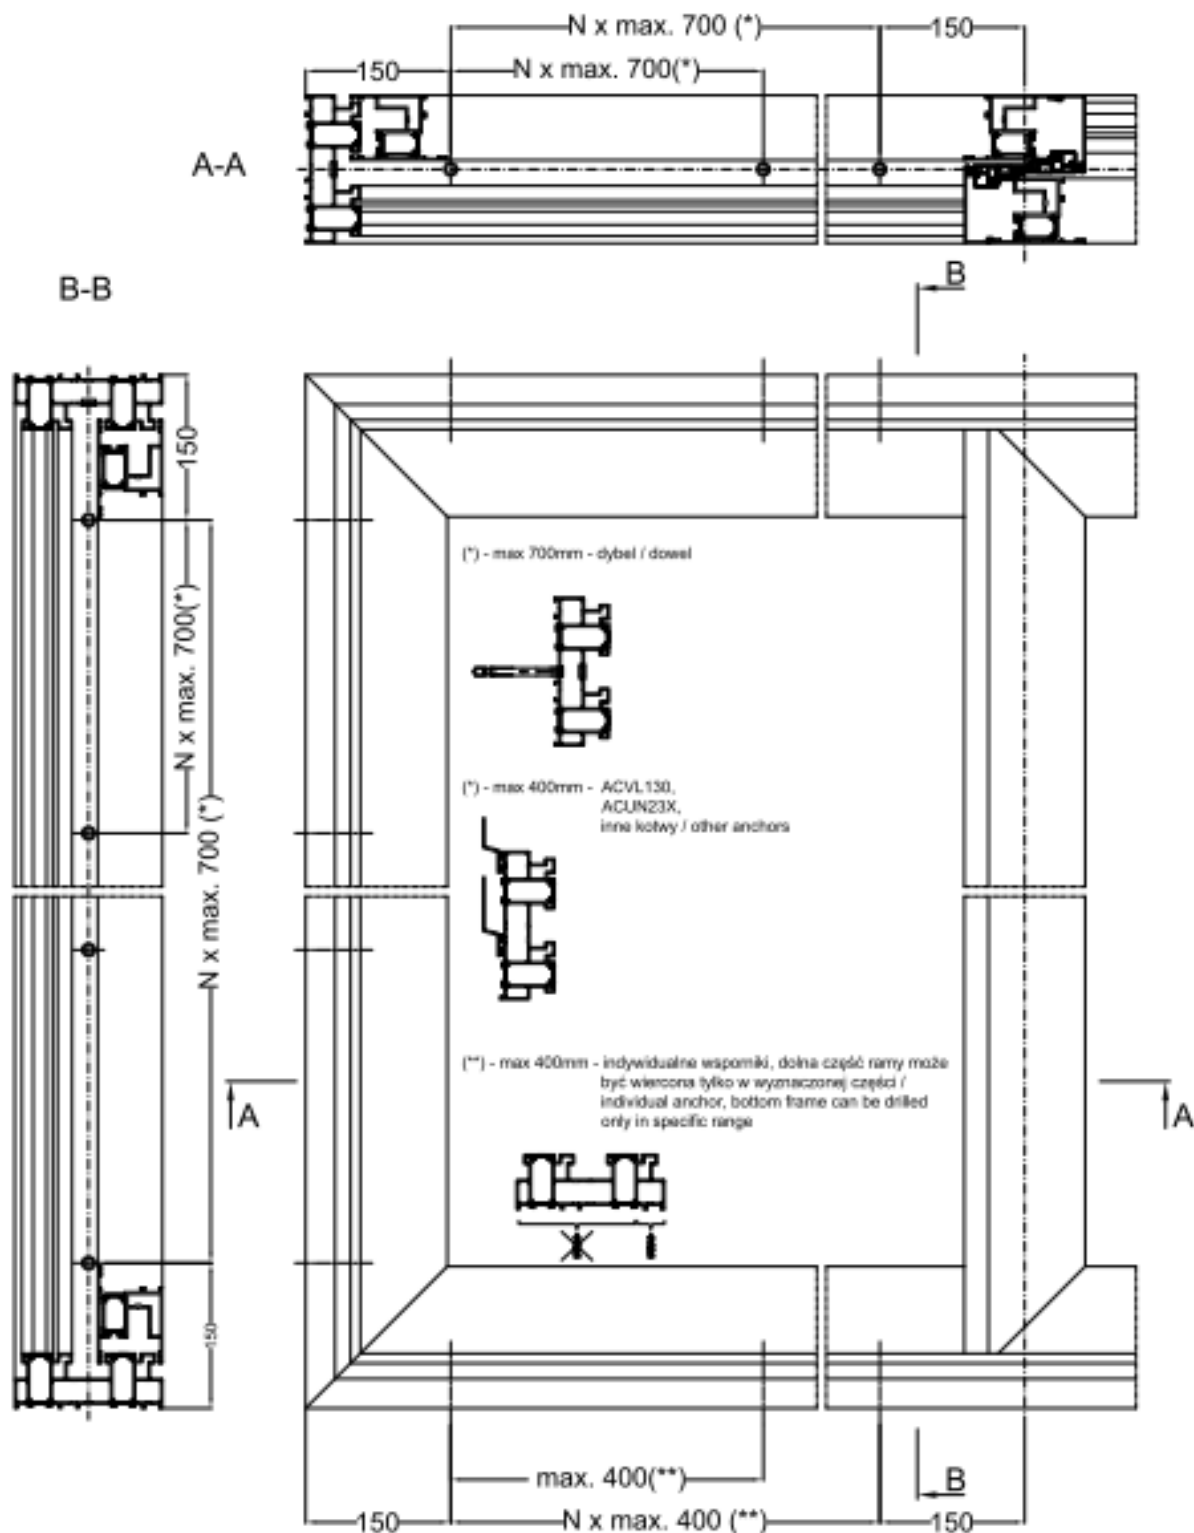 N x max. 700 (*)
150
150
N x max. 700(*)
A-A
B-B
B
150
N x max. 700(*)
N x max. 700 (*)
150
(*) - max 700mm - dybel / dowel
(*) - max 400mm - ACVL130,
ACUN23X,
inne kotwy / other anchors
(**) - max 400mm - indywidualne wsporniki, dolna część ramy może
być wiercona tylko w wyznaczonej części /
individual anchor, bottom frame can be drilled
only in specific range
A
A
max. 400(**)
B
150
N x max. 400 (**)
150